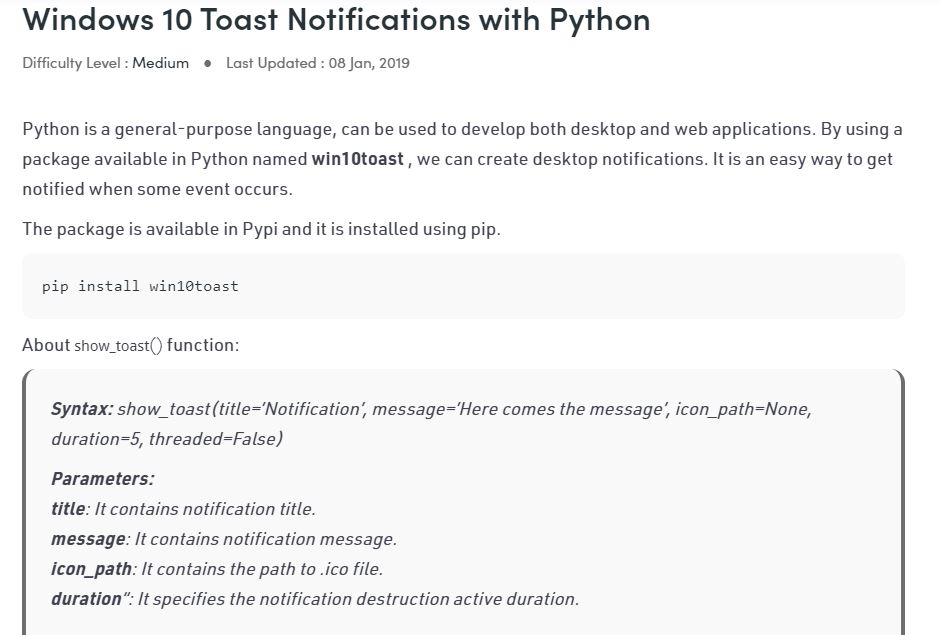 Windows 10 Toast Notifications with Python
Difficulty Level : Medium ● Last Updated : 08 Jan, 2019
Python is a general-purpose language, can be used to develop both desktop and web applications. By using a
package available in Python named win10toast , we can create desktop notifications. It is an easy way to get
notified when some event occurs.
The package is available in Pypi and it is installed using pip.
pip install win10toast
About show_toast() function:
Syntax: show_toast(title=’Notification’, message=’Here comes the message’, icon_path=None,
duration=5, threaded=False)
Parameters:
title: It contains notification title.
message: It contains notification message.
icon_path: It contains the path to .ico file.
duration”: It specifies the notification destruction active duration.